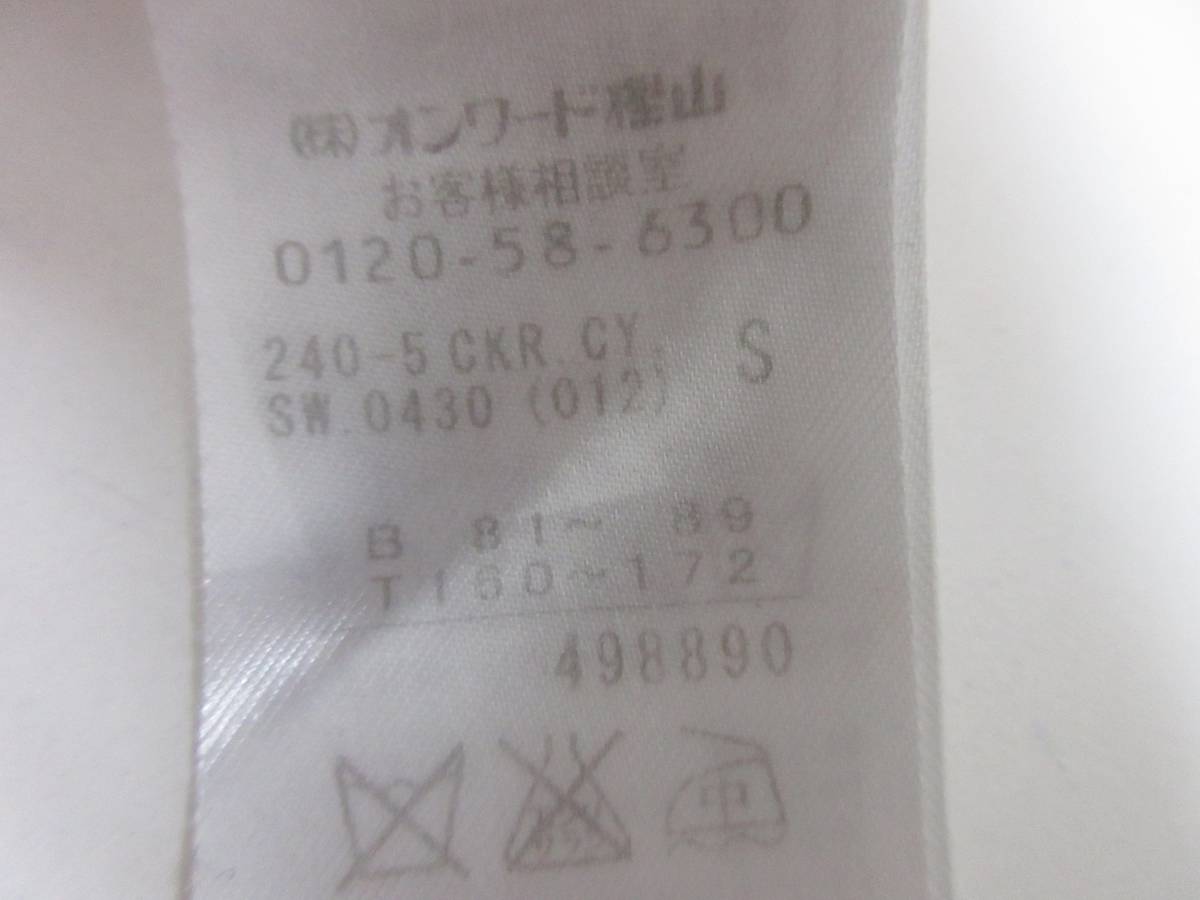 (株)オンワード樫山
お客様相談室
0120-58-6300
240-5 CKR.CY. S
SW.0430 (012)
B 81~ 89
T160~172
498890
中